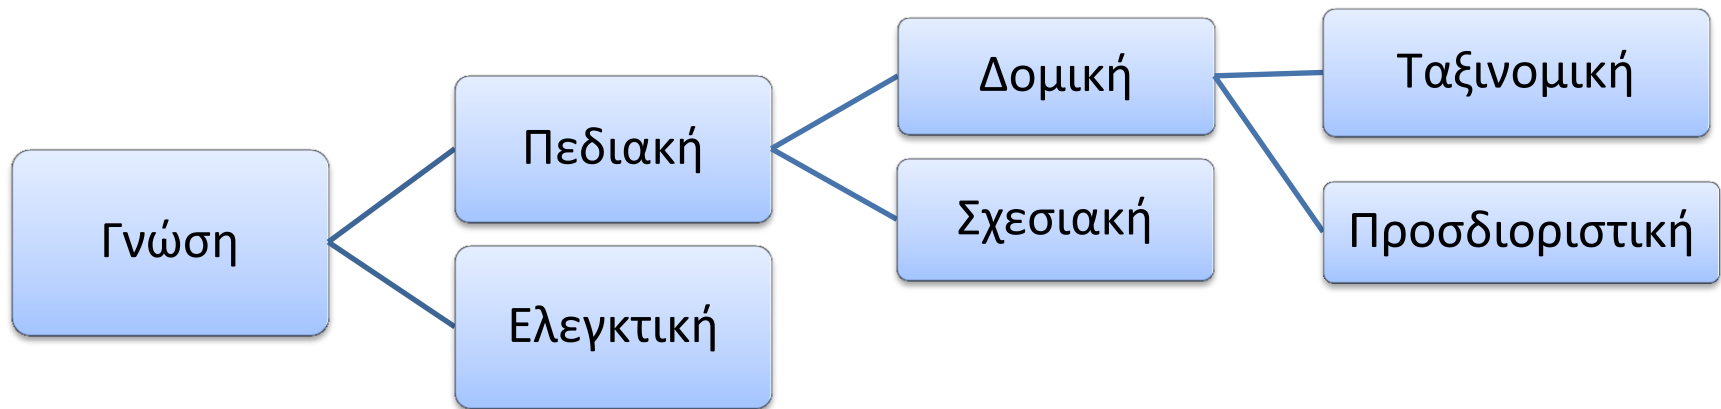 Γνώση
Πεδιακή
Ελεγκτική
Δομική
Σχεσιακή
Ταξινομική
Προσδιοριστική